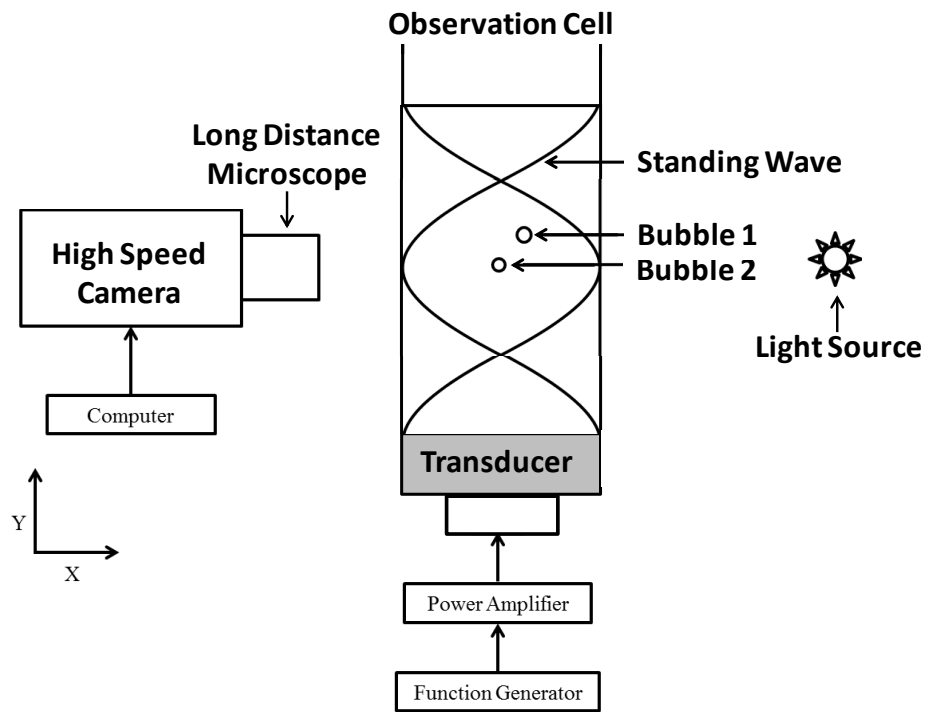 Observation Cell
Long Distance
Microscope
Standing Wave
High Speed
Camera
Bubble 1
Bubble 2
Light Source
Computer
Transducer
Y
X
Power Amplifier
Function Generator